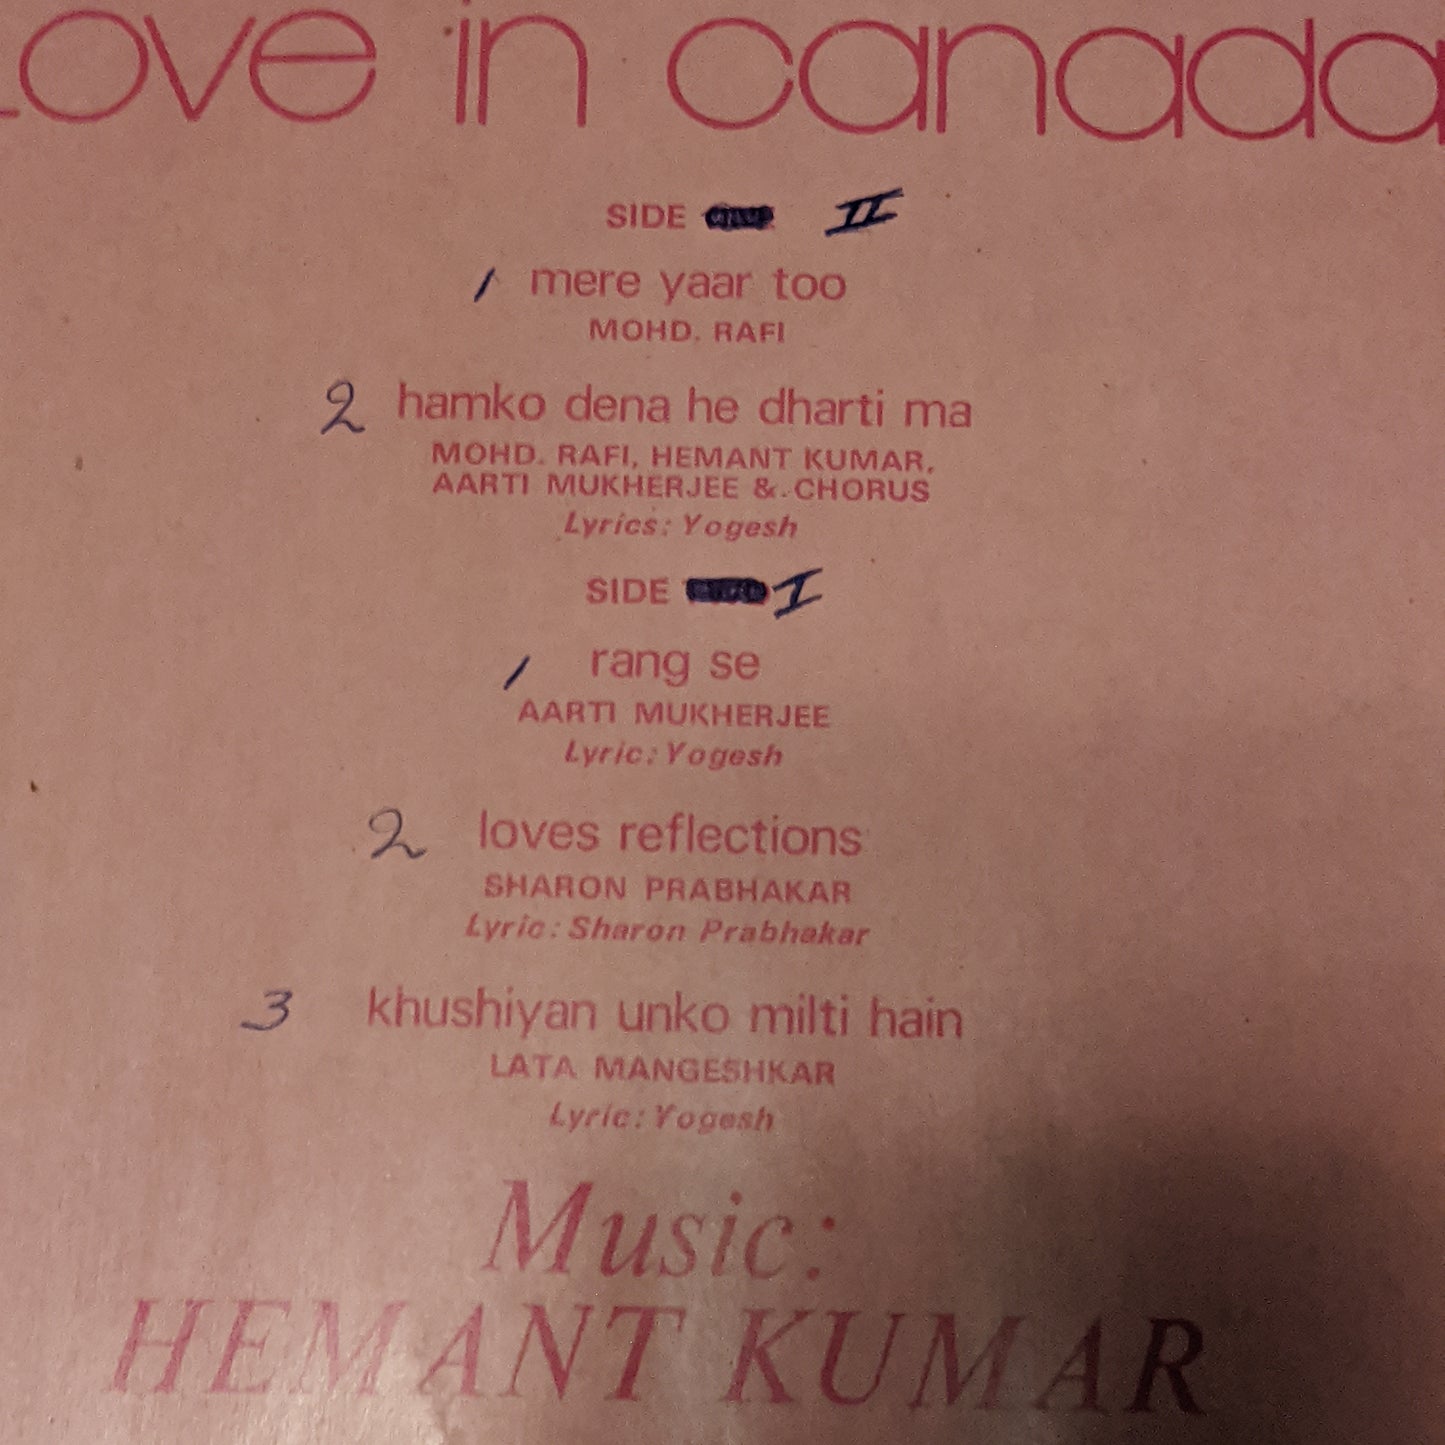 Love in canada
SIDE II
1 mere yaar too
MOHD. RAFI
2 hamko dena he dharti ma
MOHD. RAFI, HEMANT KUMAR,
AARTI MUKHERJEE & CHORUS
Lyrics: Yogesh
SIDE I
1 rang se
AARTI MUKHERJEE
Lyric: Yogesh
2 loves reflections
SHARON PRABHAKAR
Lyric: Sharon Prabhakar
3 khushiyan unko milti hain
LATA MANGESHKAR
Lyric: Yogesh
Music:
HEMANT KUMAR